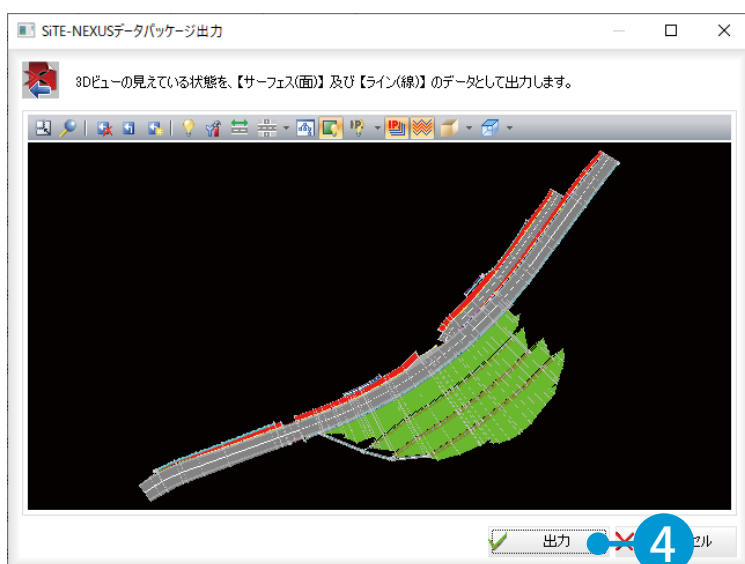 SiTE-NEXUSデータパッケージ出力
3Dビューの見えている状態を、【サーフェス(面)】 及び 【ライン(線)】 のデータとして出力します。
IP
IP
出力
4
セル